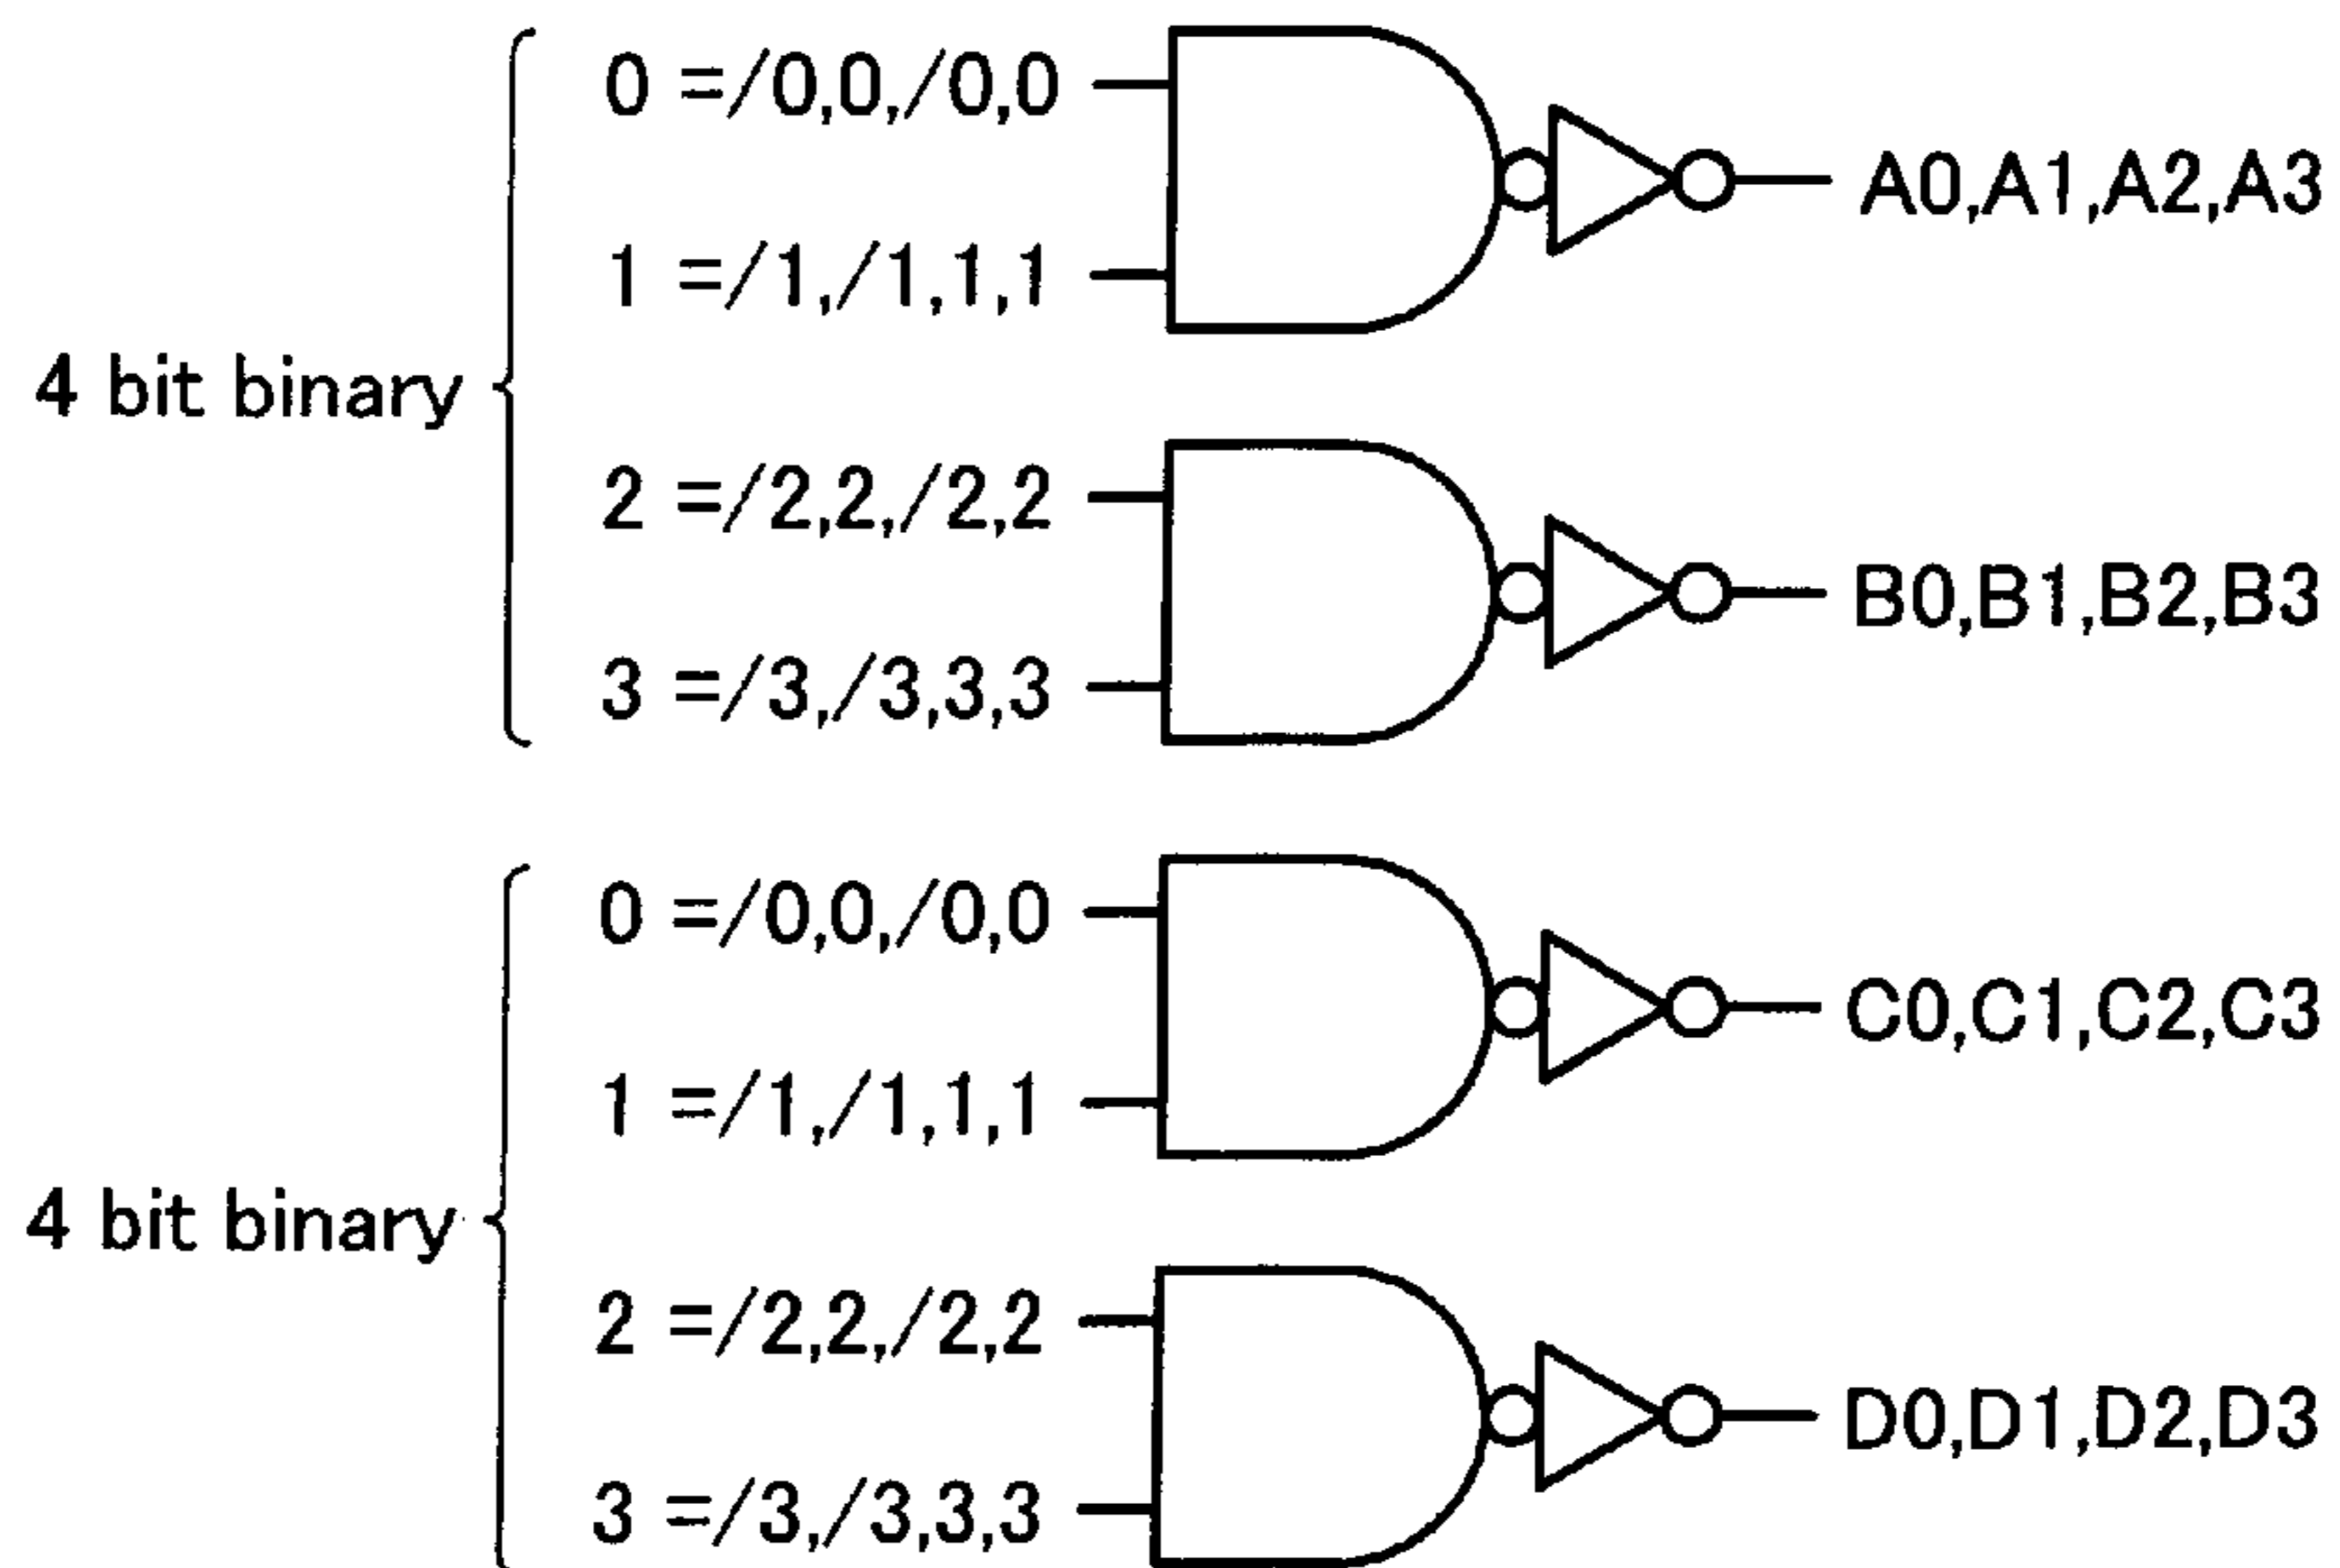 0 =/0,0,/0,0
A0,A1,A2,A3
1 =/1,/1,1,1
4 bit binary
2 =/2,2,/2,2
B0,B1,B2,B3
3 =/3,/3,3,3
0 =/0,0,/0,0
C0,C1,C2,C3
1 =/1,/1,1,1
4 bit binary
2 =/2,2,/2,2
D0,D1,D2,D3
3 =/3,/3,3,3